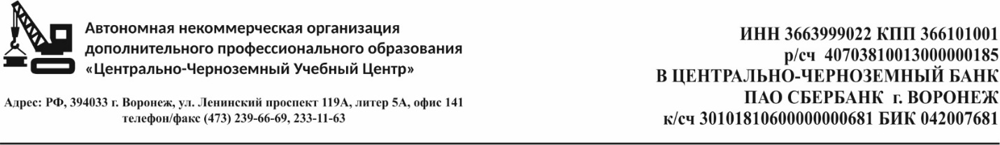 Автономная некоммерческая организация
дополнительного профессионального образования
«Центрально-Черноземный Учебный Центр»
Адрес: РФ, 394033 г. Воронеж, ул. Ленинский проспект 119А, литер 5А, офис 141
телефон/факс (473) 239-66-69, 233-11-63
ИНН 3663999022 КПП 366101001
р/сч 40703810013000000185
В ЦЕНТРАЛЬНО-ЧЕРНОЗЕМНЫЙ БАНК
ПАО СБЕРБАНК г. ВОРОНЕЖ
к/сч 30101810600000000681 БИК 042007681